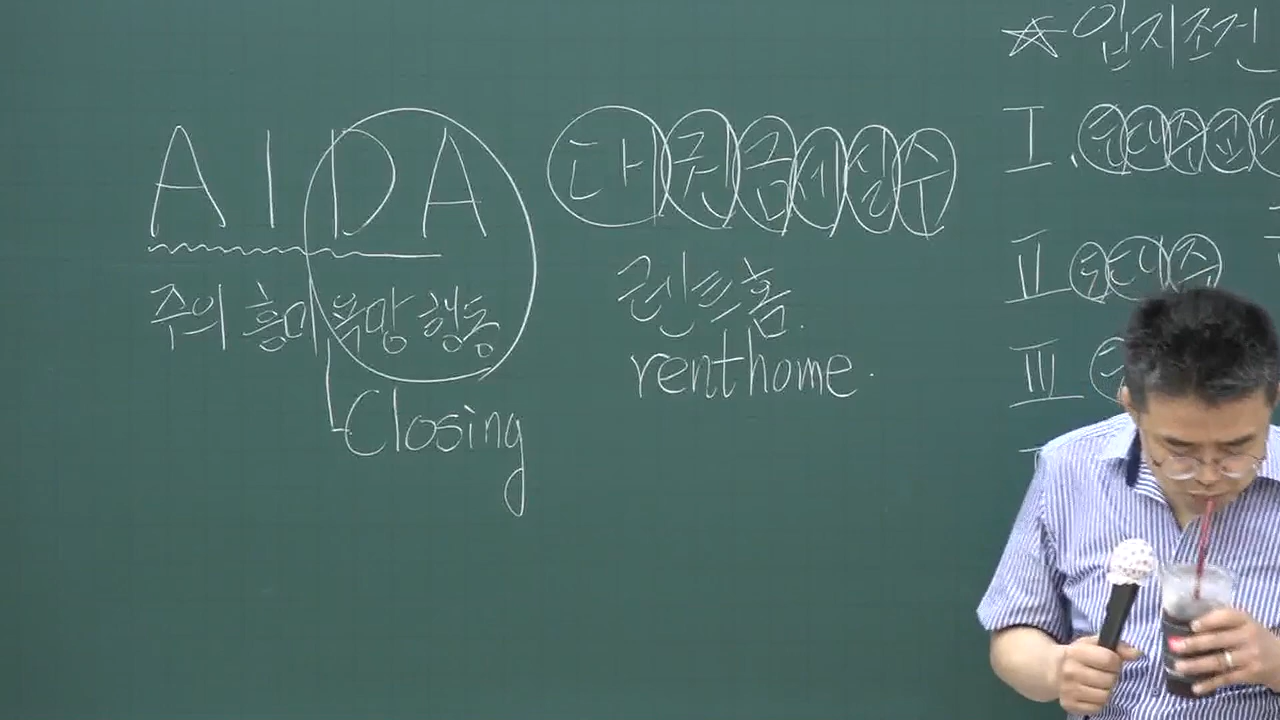 AIDA
주의 흥미 욕망 행동
Closing
대권금세실수
렌트홈.
renthome.
☆ 입지조건
I.
II
III